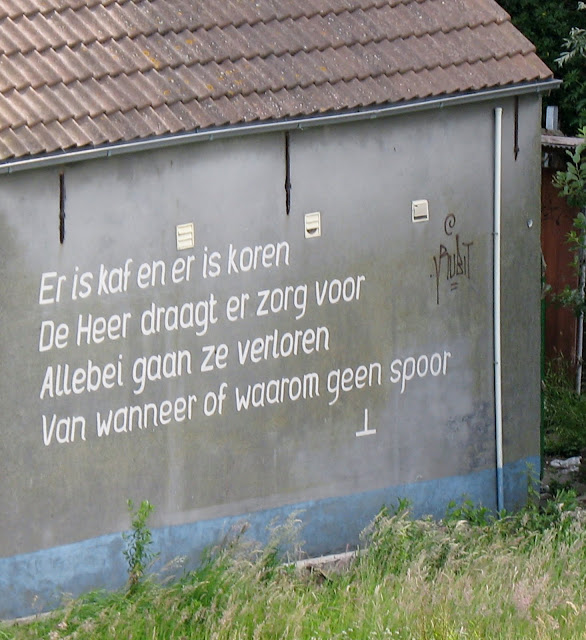 Er is kaf en er is koren
De Heer draagt er zorg voor
Allebei gaan ze verloren
Van wanneer of waarom geen spoor